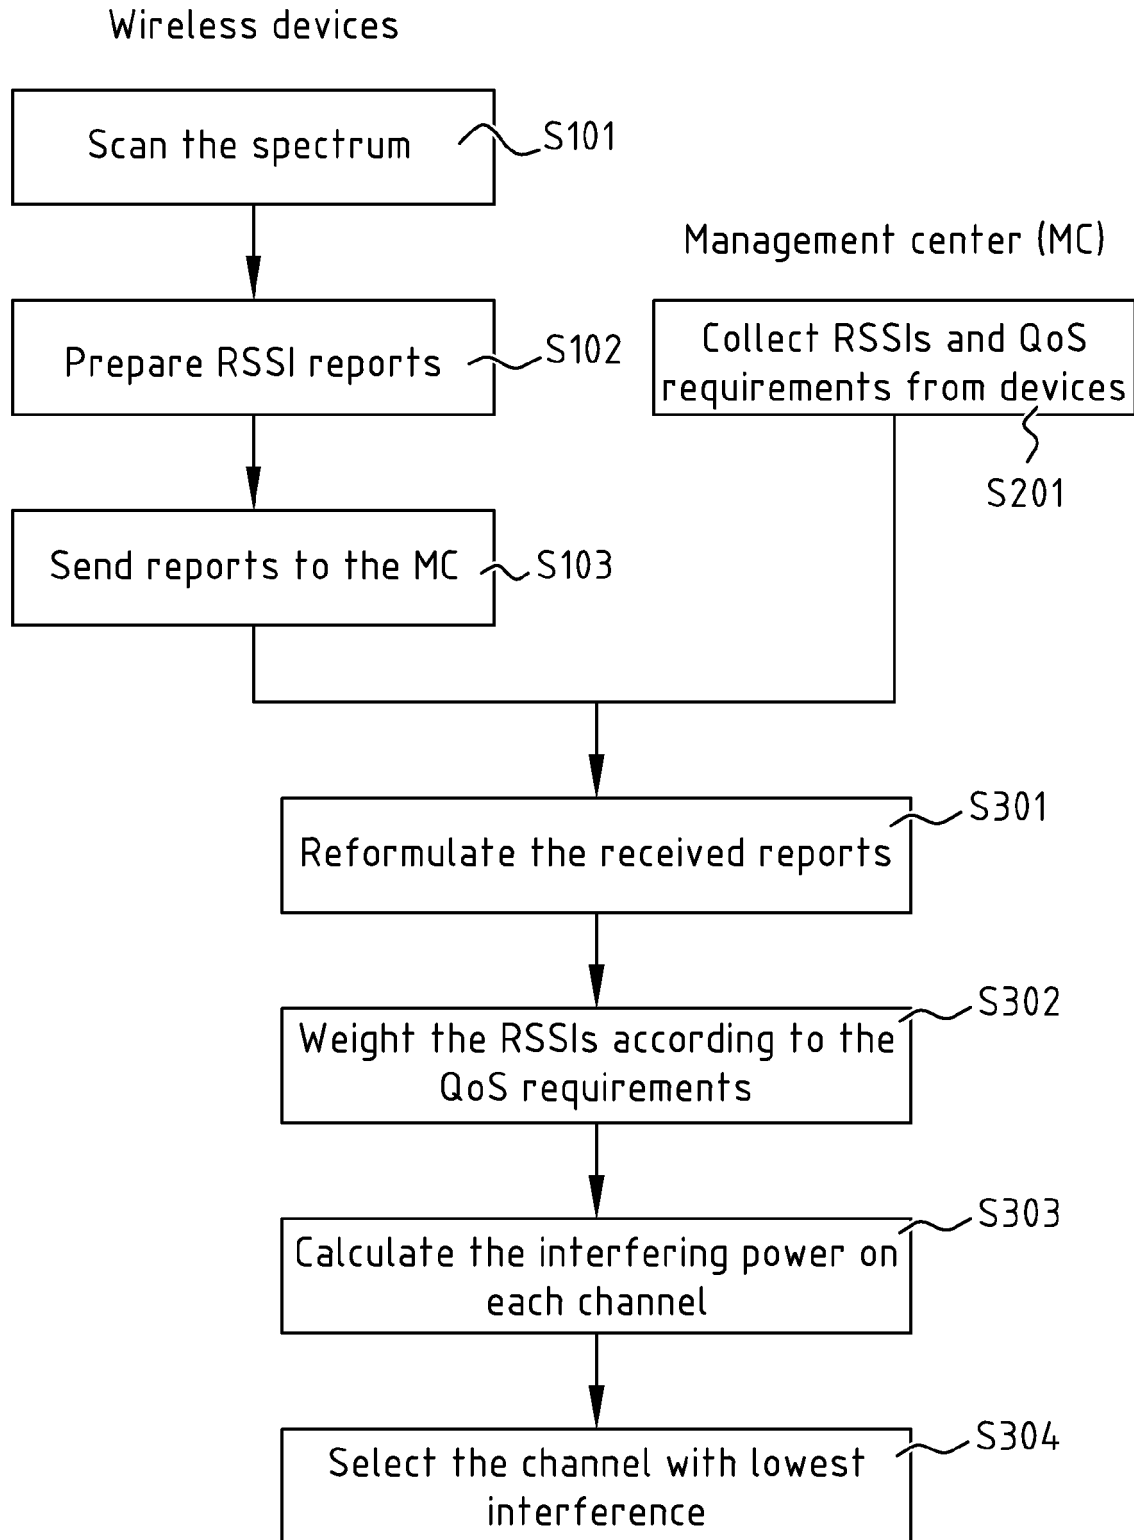 Wireless devices
Scan the spectrum
S101
Management center (MC)
Prepare RSSI reports
S102
Collect RSSIs and QoS
requirements from devices
S201
Send reports to the MC
S103
Reformulate the received reports
S301
Weight the RSSIs according to the
QoS requirements
S302
Calculate the interfering power on
each channel
S303
Select the channel with lowest
interference
S304